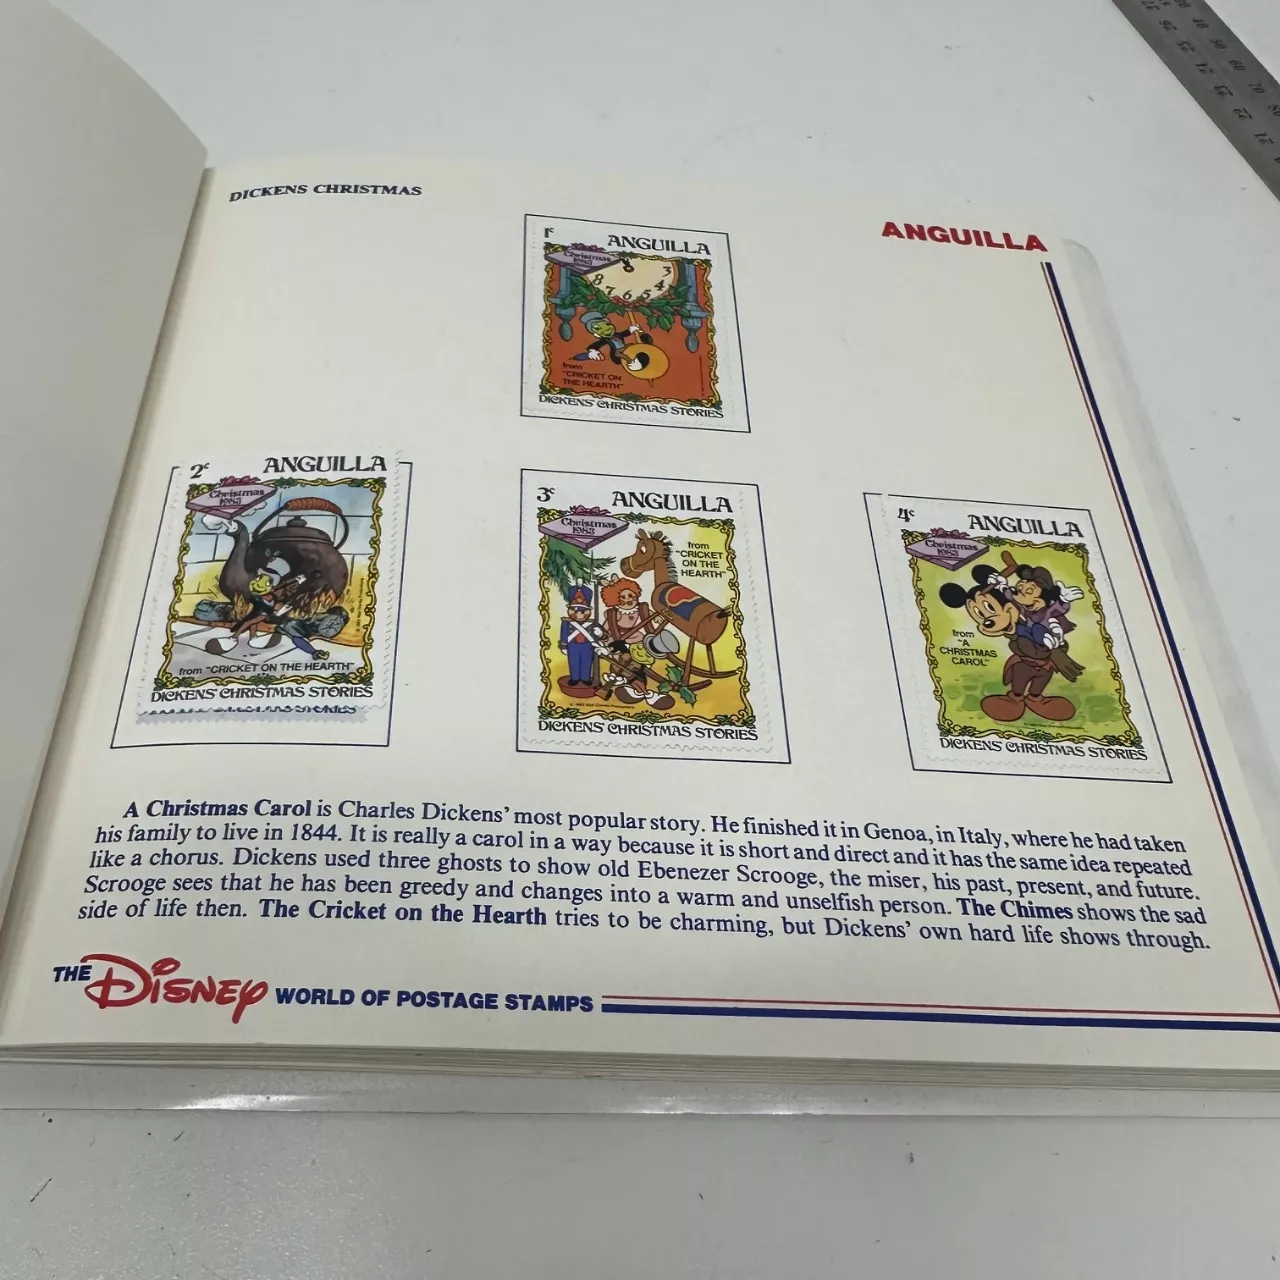 DICKENS CHRISTMAS
ANGUILLA
1c ANGUILLA
Christmas
1983
8 7 6 5 4 3
from
"CRICKET ON
THE HEARTH"
DICKENS' CHRISTMAS STORIES
2c ANGUILLA
Christmas
1983
from "CRICKET ON THE HEARTH"
DICKENS' CHRISTMAS STORIES
3c ANGUILLA
Christmas
1983
from
"CRICKET
ON THE
HEARTH"
DICKENS' CHRISTMAS STORIES
4c ANGUILLA
Christmas
1983
from
"A
CHRISTMAS
CAROL"
DICKENS' CHRISTMAS STORIES
A Christmas Carol is Charles Dickens' most popular story. He finished it in Genoa, in Italy, where he had taken
his family to live in 1844. It is really a carol in a way because it is short and direct and it has the same idea repeated
like a chorus. Dickens used three ghosts to show old Ebenezer Scrooge, the miser, his past, present, and future.
Scrooge sees that he has been greedy and changes into a warm and unselfish person. The Chimes shows the sad
side of life then. The Cricket on the Hearth tries to be charming, but Dickens' own hard life shows through.
THE DISNEY WORLD OF POSTAGE STAMPS